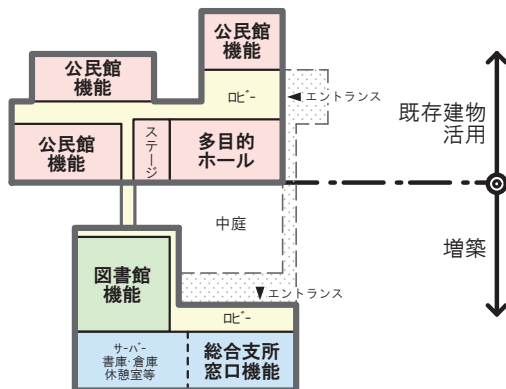 公民館
機能
公民館
機能
ロビー
エントランス
既存建物
活用
公民館
機能
ステージ
多目的
ホール
中庭
増築
図書館
機能
エントランス
ロビー
サーバー
書庫・倉庫
休憩室等
総合支所
窓口機能